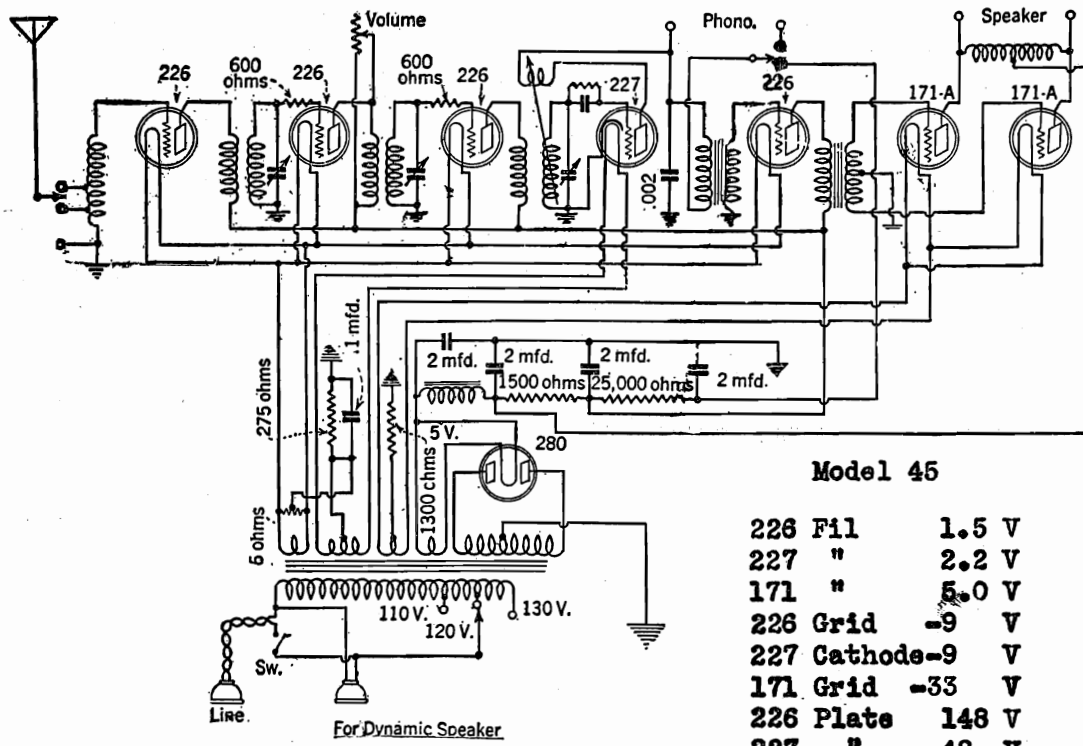 Volume
Phono.
Speaker
226
600 ohms
226
600 ohms
226
227
226
171-A
171-A
.002
.1 mfd.
275 ohms
2 mfd.
2 mfd.
2 mfd.
2 mfd.
1500 ohms
25,000 ohms
5 V.
1300 ohms
280
6 ohms
110 V.
120 V.
130 V.
Sw.
Line.
For Dynamic Speaker
Model 45
226 Fil 1.5 V
227 " 2.2 V
171 " 5.0 V
226 Grid -9 V
227 Cathode-9 V
171 Grid -33 V
226 Plate 148 V